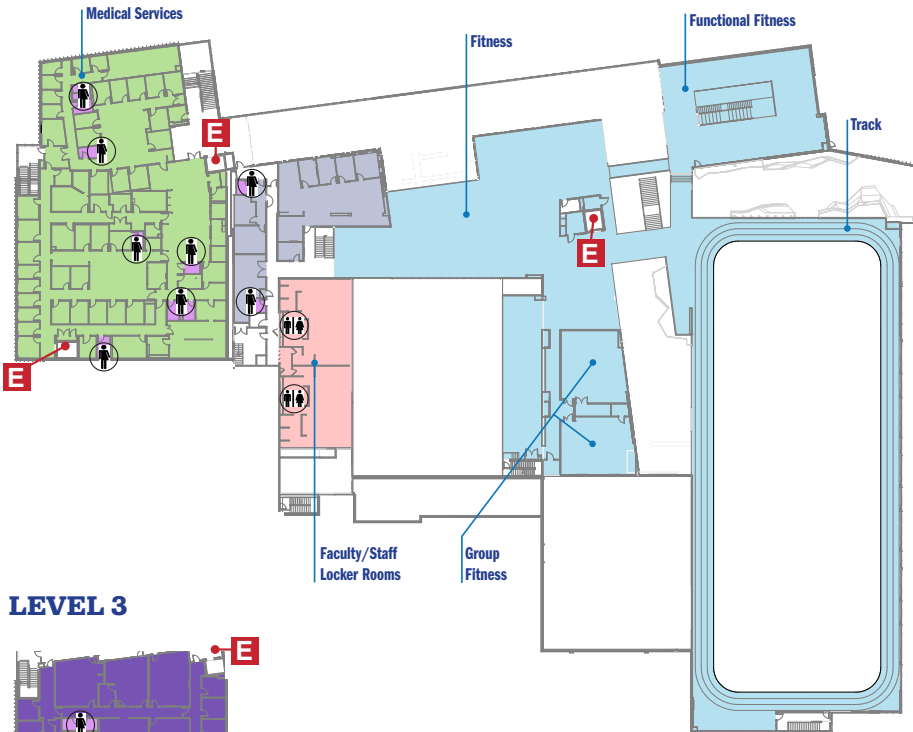 Medical Services
Functional Fitness
Fitness
Track
E
E
E
Faculty/Staff
Locker Rooms
Group
Fitness
LEVEL 3
E